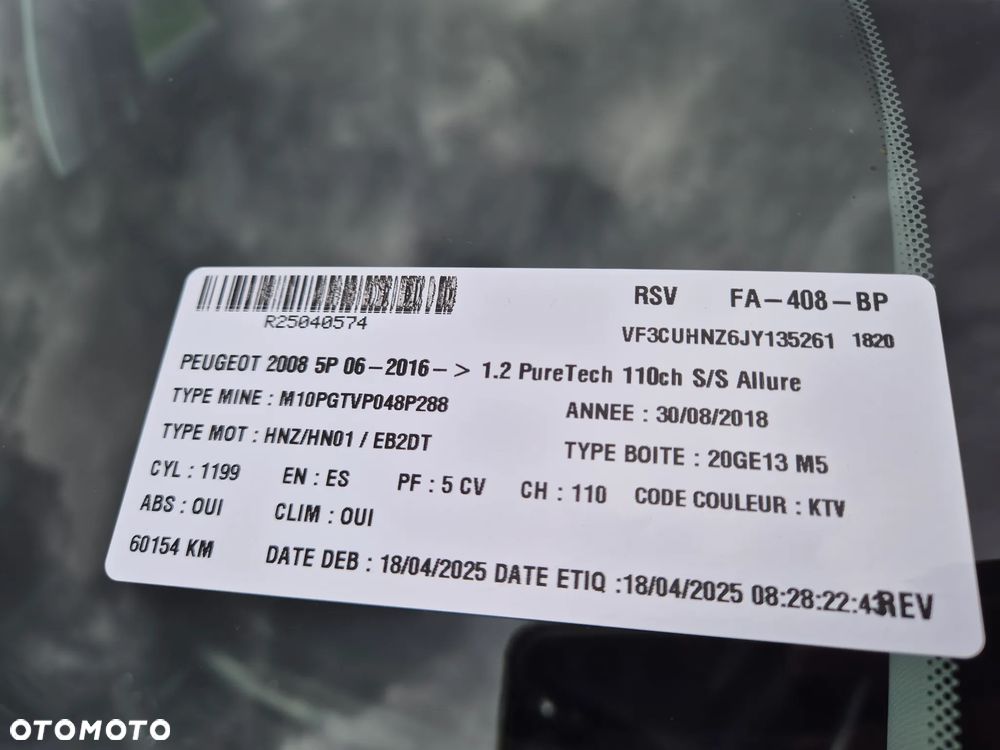 RSV FA-408-BP
R25040574
VF3CUHNZ6JY135261 1820
PEUGEOT 2008 5P 06-2016-> 1.2 PureTech 110ch S/S Allure
TYPE MINE : M10PGTVP048P288
ANNEE : 30/08/2018
TYPE MOT : HNZ/HN01 / EB2DT
TYPE BOITE : 20GE13 M5
CYL : 1199 EN : ES PF : 5 CV CH : 110 CODE COULEUR : KTV
ABS : OUI CLIM : OUI
60154 KM DATE DEB : 18/04/2025 DATE ETIQ :18/04/2025 08:28:22:43 REV
OTOMOTO